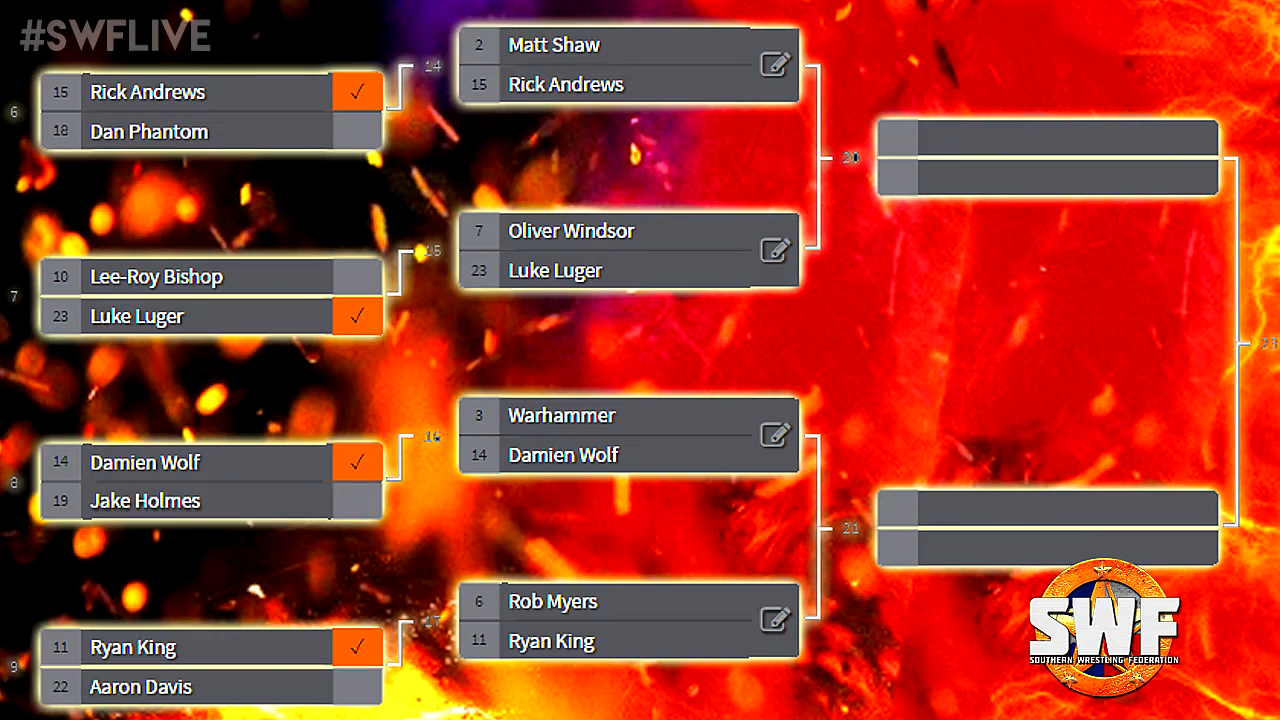 #SWFLIVE
6
15 Rick Andrews ✓
18 Dan Phantom
7
10 Lee-Roy Bishop
23 Luke Luger ✓
8
14 Damien Wolf ✓
19 Jake Holmes
9
11 Ryan King ✓
22 Aaron Davis
14
2 Matt Shaw
15 Rick Andrews
15
7 Oliver Windsor
23 Luke Luger
16
3 Warhammer
14 Damien Wolf
17
6 Rob Myers
11 Ryan King
20
21
23
SWF
SOUTHERN WRESTLING FEDERATION